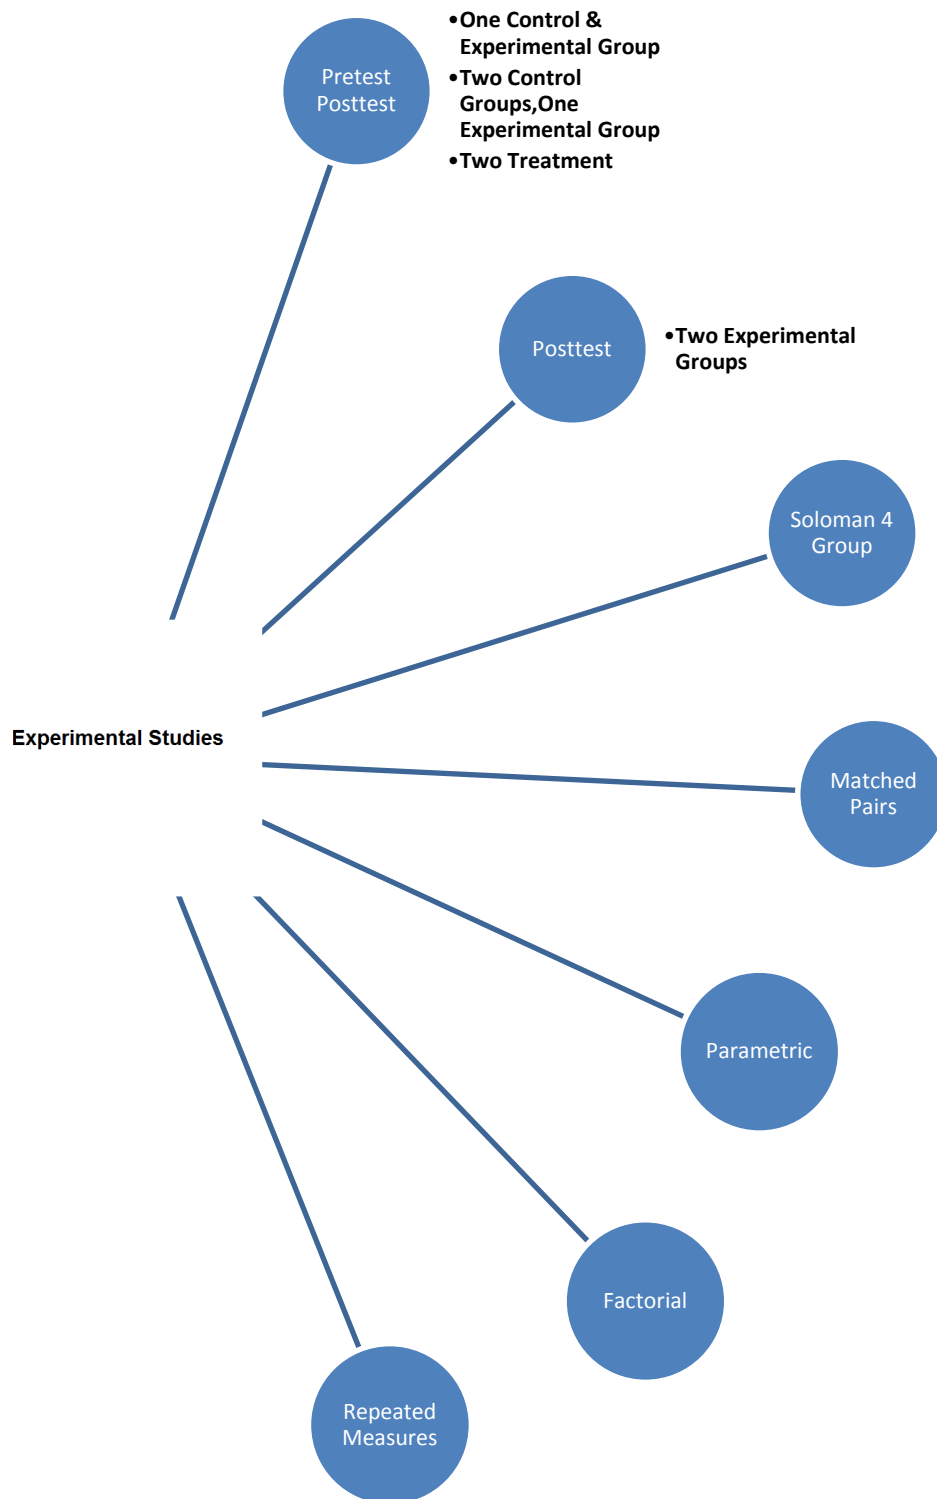 Pretest
Posttest
•One Control &
Experimental Group
•Two Control
Groups,One
Experimental Group
•Two Treatment
Posttest
•Two Experimental
Groups
Soloman 4
Group
Experimental Studies
Matched
Pairs
Parametric
Factorial
Repeated
Measures